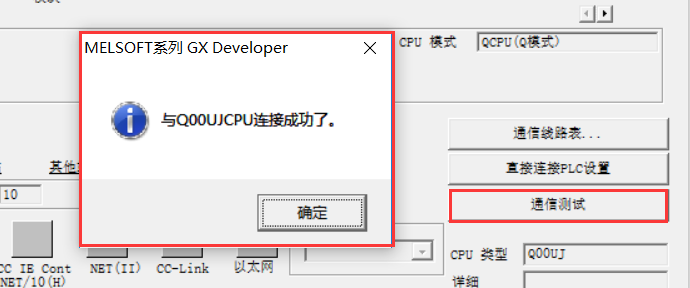 MELSOFT系列 GX Developer
与Q00UJCPU连接成功了。
确定
CPU 模式
QCPU(Q模式)
通信线路表...
直接连接PLC设置
通信测试
其他
10
CC IE Cont
NET/10(H)
NET(II)
CC-Link
以太网
CPU 类型
Q00UJ
详细